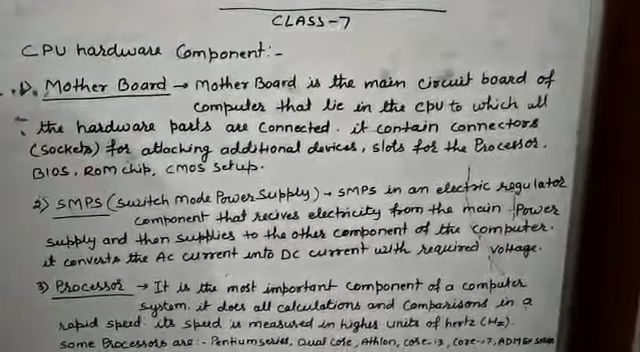 CLASS-7
CPU hardware Component:-
1). Mother Board → Mother Board is the main circuit board of
computer that lie in the cpu to which all
the hardware parts are connected. it contain connectors
(sockets) for attaching additional devices, slots for the Processor.
BIOS, ROM chip, CMOS setup.
2) SMPS (Switch Mode Power Supply) → SMPS in an electric regulator
component that recives electricity from the main Power
supply and then supplies to the other component of the computer.
it converts the AC current into DC current with required voltage.
3) Processor → It is the most important component of a computer
system. it does all calculations and comparisons in a
rapid speed. its speed is measured in highes units of hertz (Hz).
some Processors are:- Pentium series, Dual core, Athlon, core-i3, Core-i7, AMD